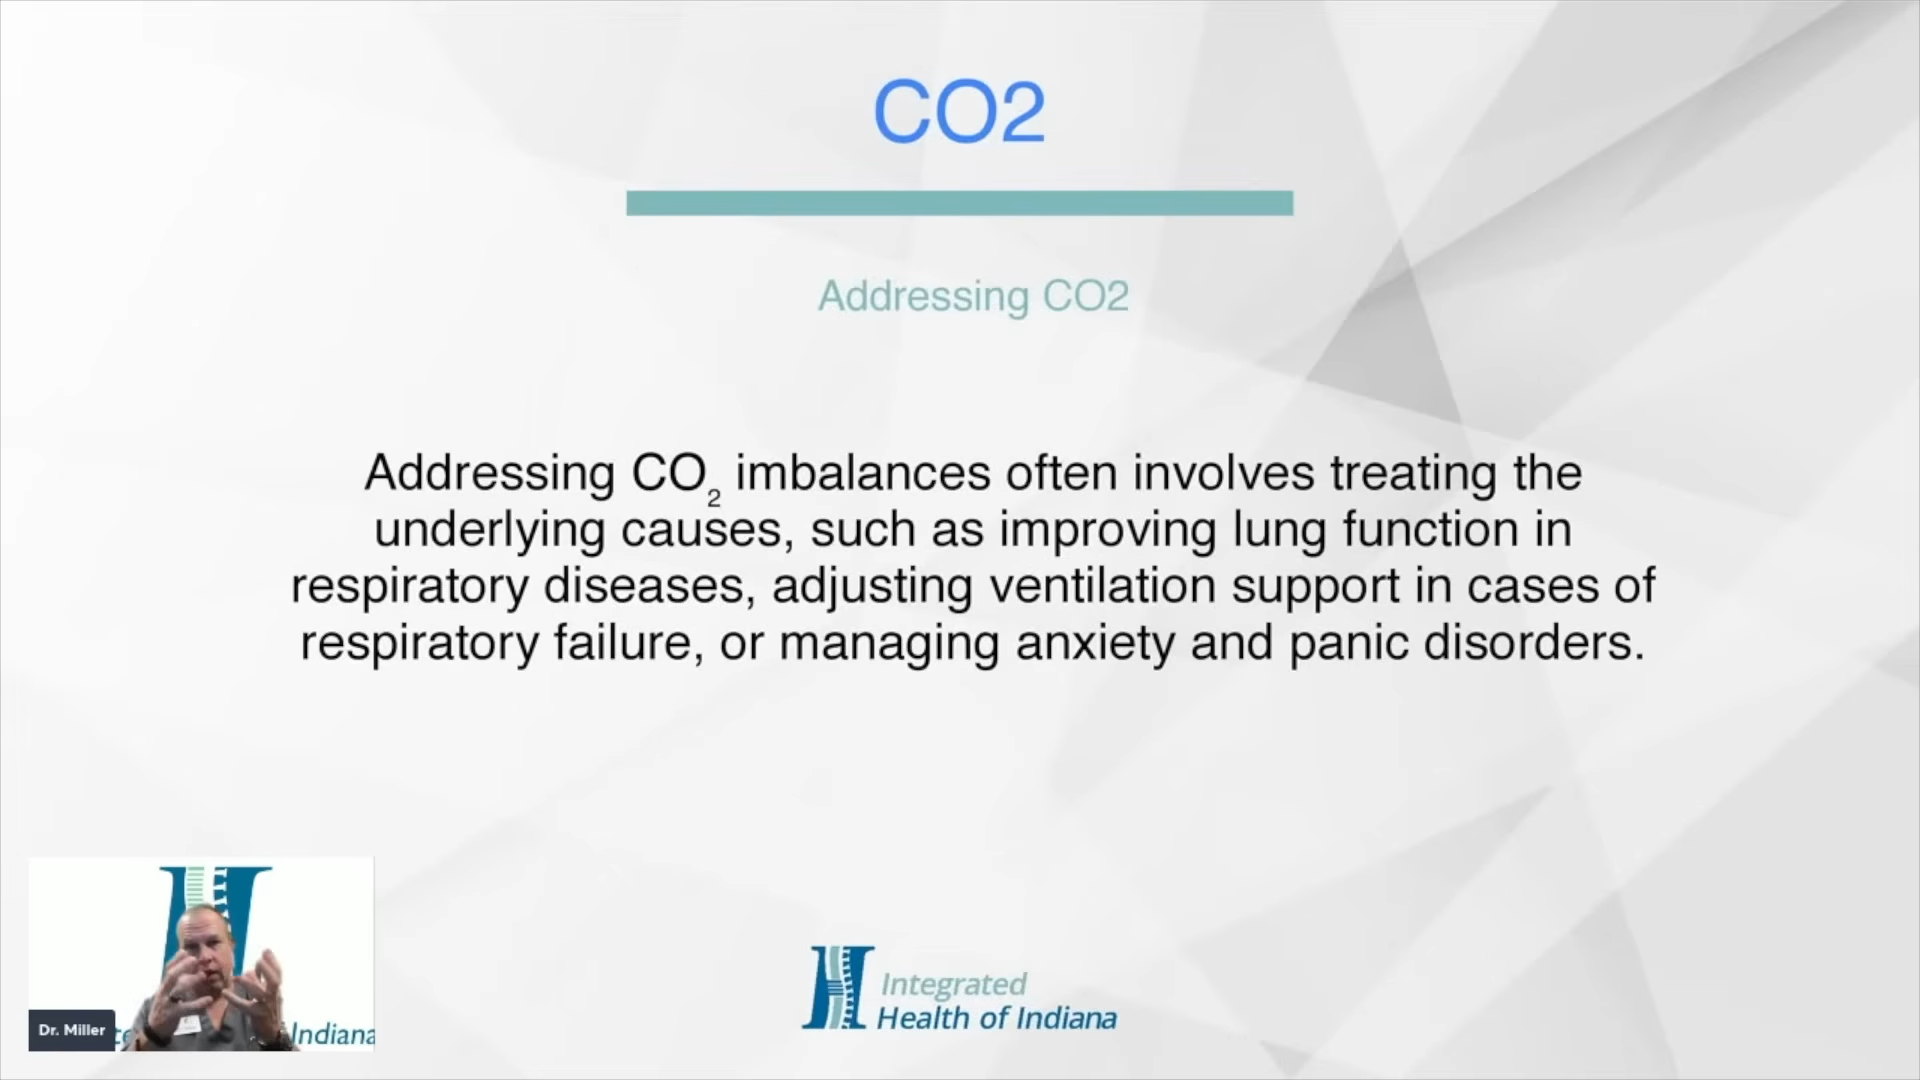 CO2
Addressing CO2
Addressing CO₂ imbalances often involves treating the
underlying causes, such as improving lung function in
respiratory diseases, adjusting ventilation support in cases of
respiratory failure, or managing anxiety and panic disorders.
Dr. Miller
Indiana
Integrated
Health of Indiana